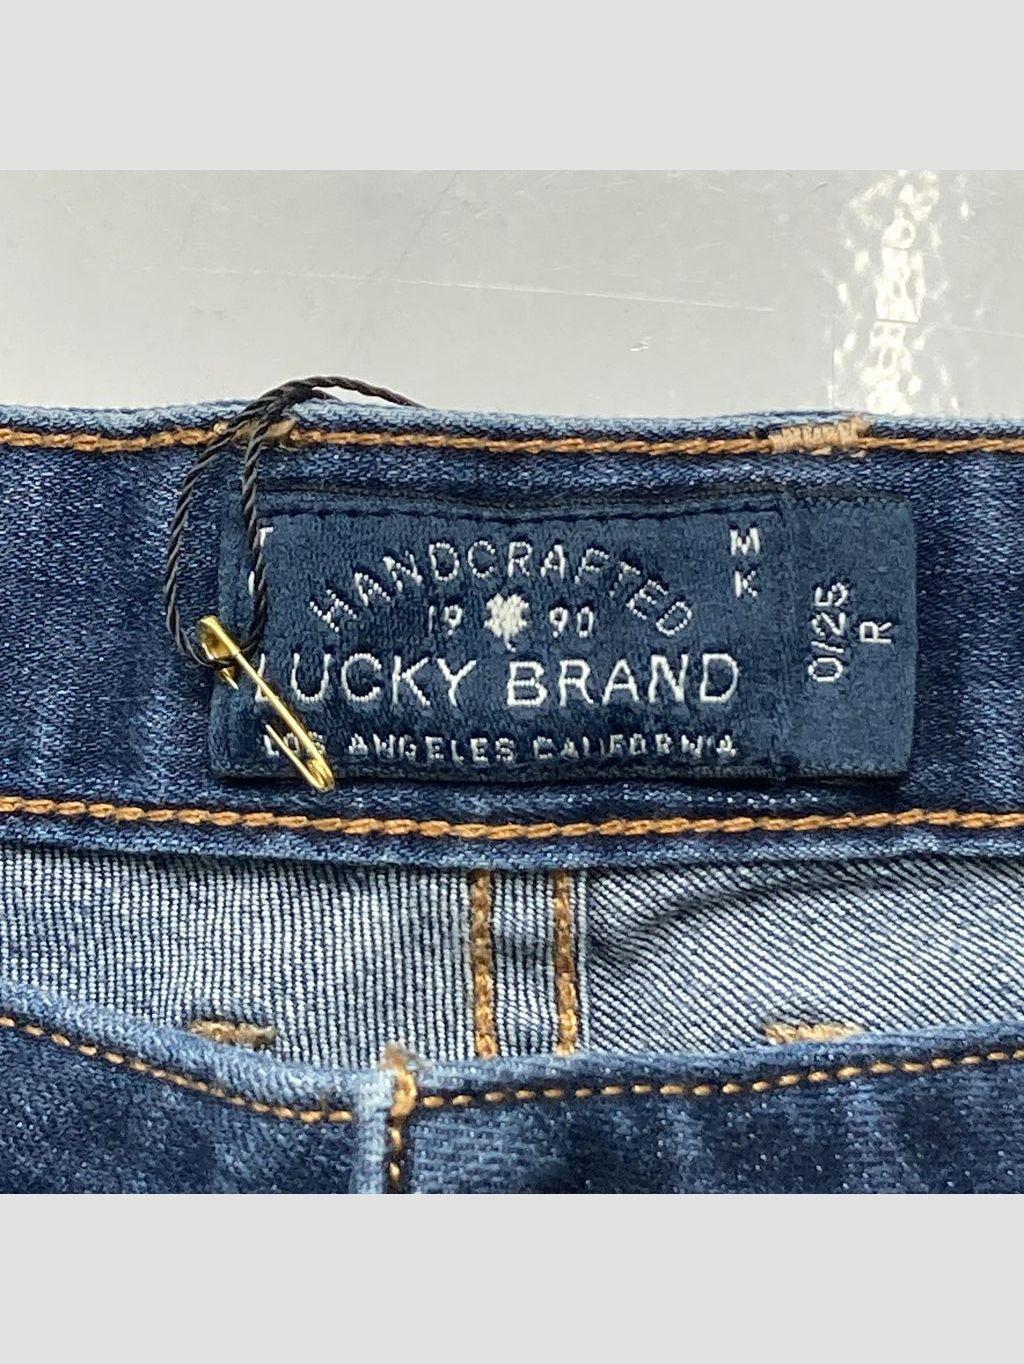 T M
K
HANDCRAFTED
19 90
LUCKY BRAND
LOS ANGELES CALIFORNIA
0/25
R